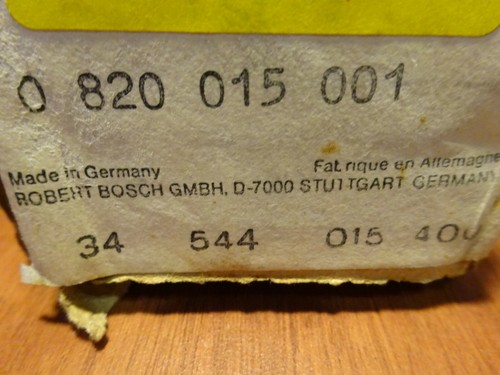 0 820 015 001
Made in Germany Fabrique en Allemagne
ROBERT BOSCH GMBH, D-7000 STUTTGART GERMANY
34 544 015 400